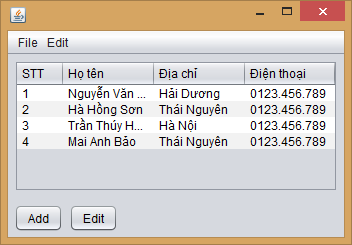 File Edit
STT Họ tên Địa chỉ Điện thoại
1 Nguyễn Văn ... Hải Dương 0123.456.789
2 Hà Hồng Sơn Thái Nguyên 0123.456.789
3 Trần Thúy H... Hà Nội 0123.456.789
4 Mai Anh Bảo Thái Nguyên 0123.456.789
Add Edit